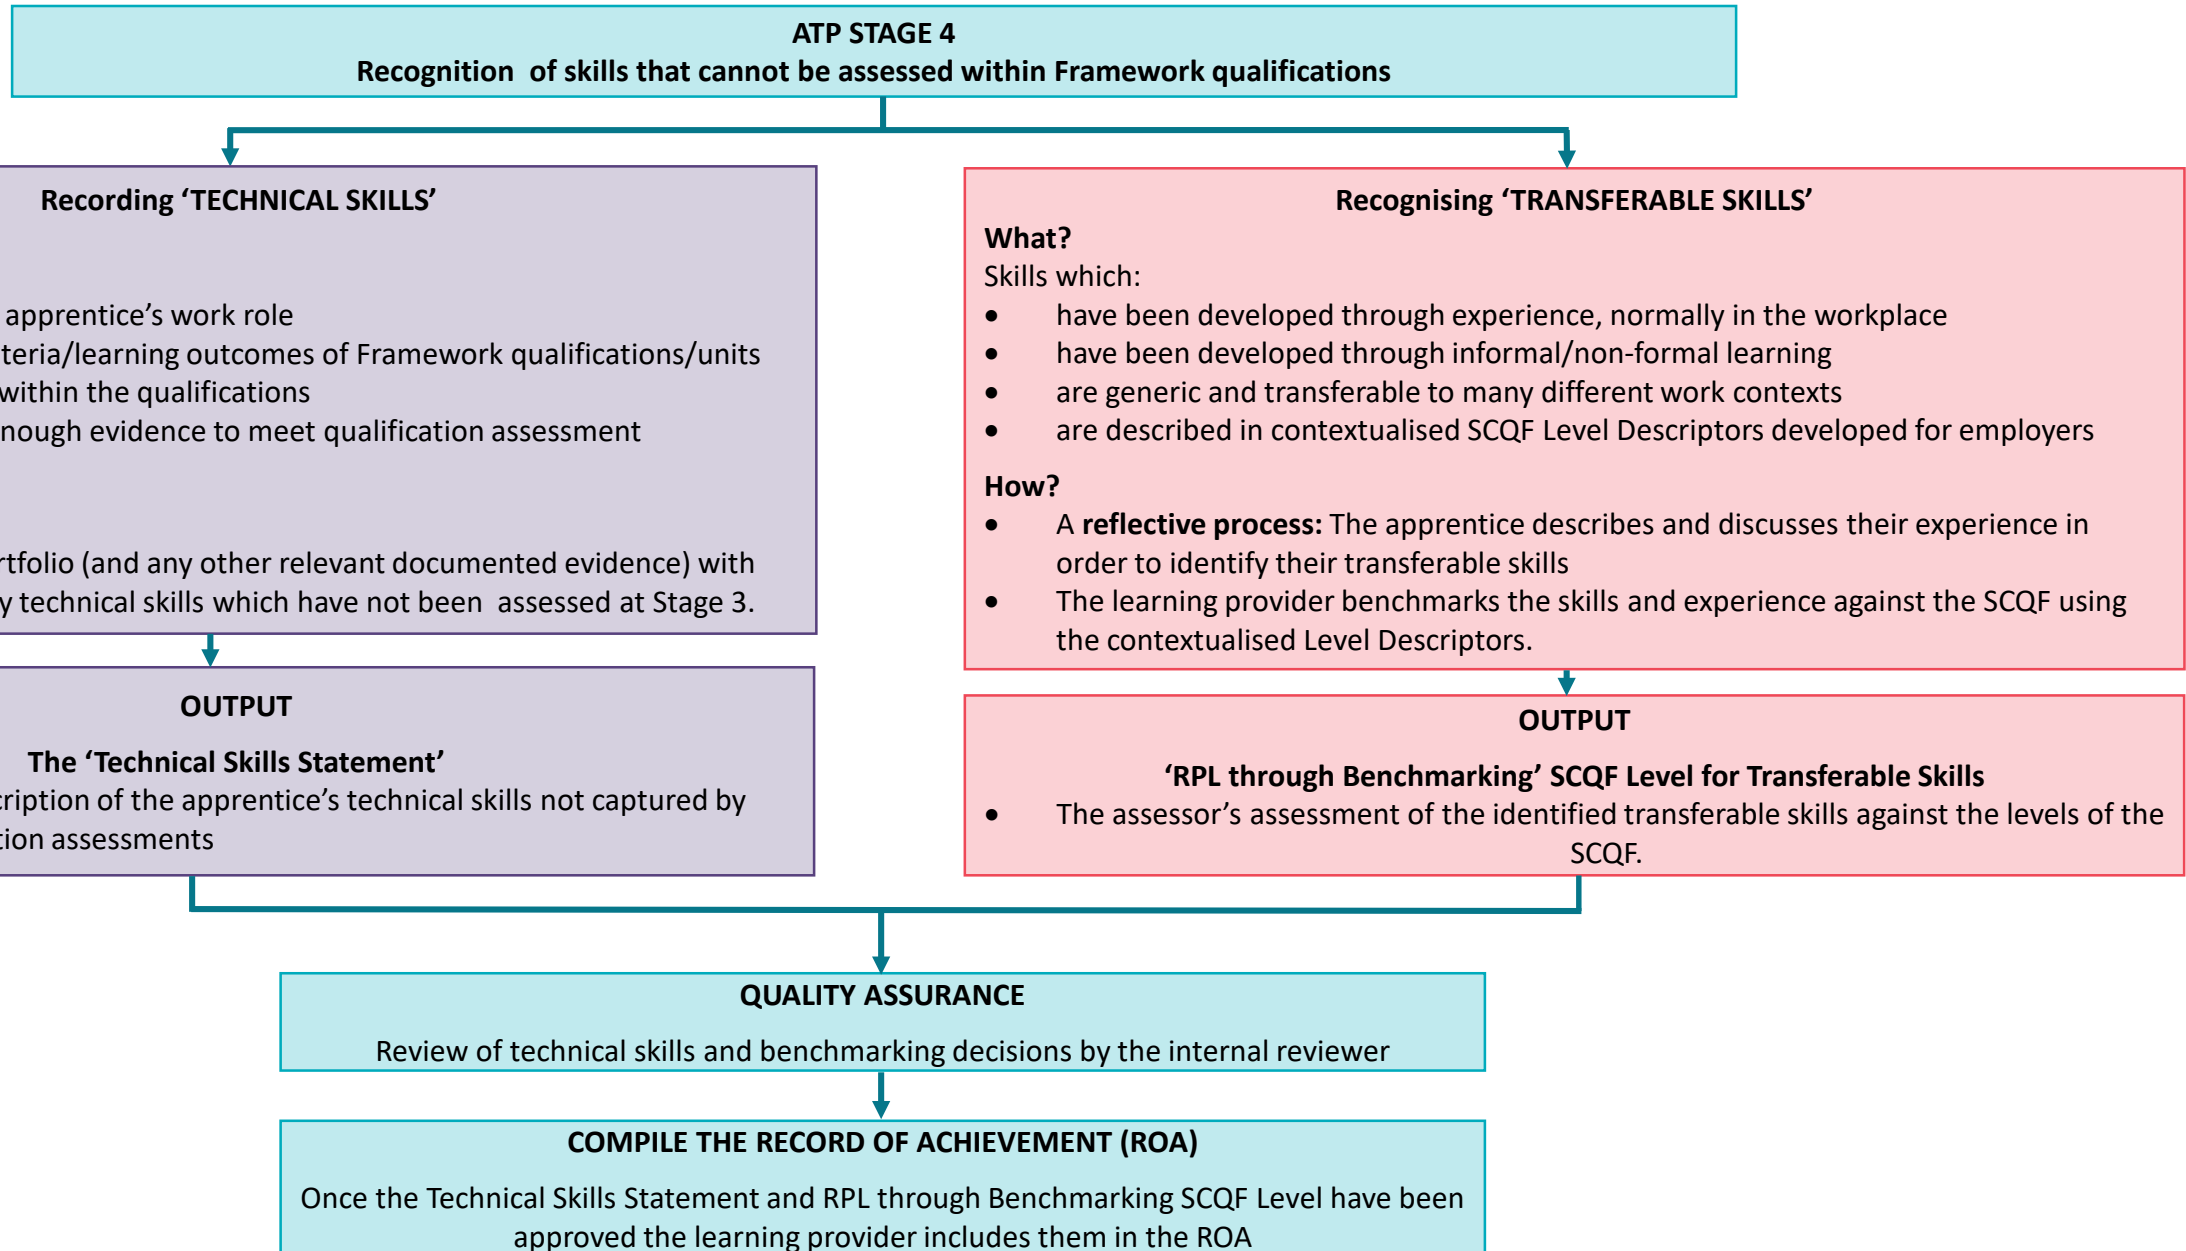 ATP STAGE 4
Recognition of skills that cannot be assessed within Framework qualifications
Recording ‘TECHNICAL SKILLS’
apprentice’s work role
criteria/learning outcomes of Framework qualifications/units
within the qualifications
enough evidence to meet qualification assessment
portfolio (and any other relevant documented evidence) with
technical skills which have not been assessed at Stage 3.
OUTPUT
The ‘Technical Skills Statement’
of the apprentice’s technical skills not captured by
assessments
Recognising ‘TRANSFERABLE SKILLS’
What?
Skills which:
• have been developed through experience, normally in the workplace
• have been developed through informal/non-formal learning
• are generic and transferable to many different work contexts
• are described in contextualised SCQF Level Descriptors developed for employers
How?
• A reflective process: The apprentice describes and discusses their experience in
order to identify their transferable skills
• The learning provider benchmarks the skills and experience against the SCQF using
the contextualised Level Descriptors.
OUTPUT
‘RPL through Benchmarking’ SCQF Level for Transferable Skills
• The assessor’s assessment of the identified transferable skills against the levels of the
SCQF.
QUALITY ASSURANCE
Review of technical skills and benchmarking decisions by the internal reviewer
COMPILE THE RECORD OF ACHIEVEMENT (ROA)
Once the Technical Skills Statement and RPL through Benchmarking SCQF Level have been
approved the learning provider includes them in the ROA